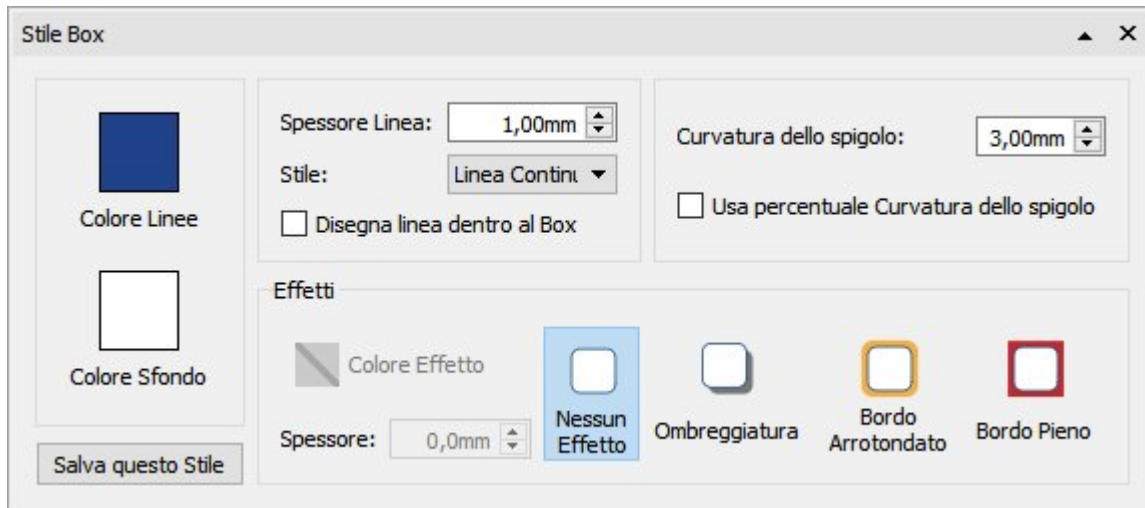 Stile Box
Colore Linee
Colore Sfondo
Salva questo Stile
Spessore Linea: 1,00mm
Stile: Linea Continu
Disegna linea dentro al Box
Curvatura dello spigolo: 3,00mm
Usa percentuale Curvatura dello spigolo
Effetti
Colore Effetto
Spessore: 0,0mm
Nessun
Effetto
Ombreggiatura
Bordo
Arrotondato
Bordo Pieno